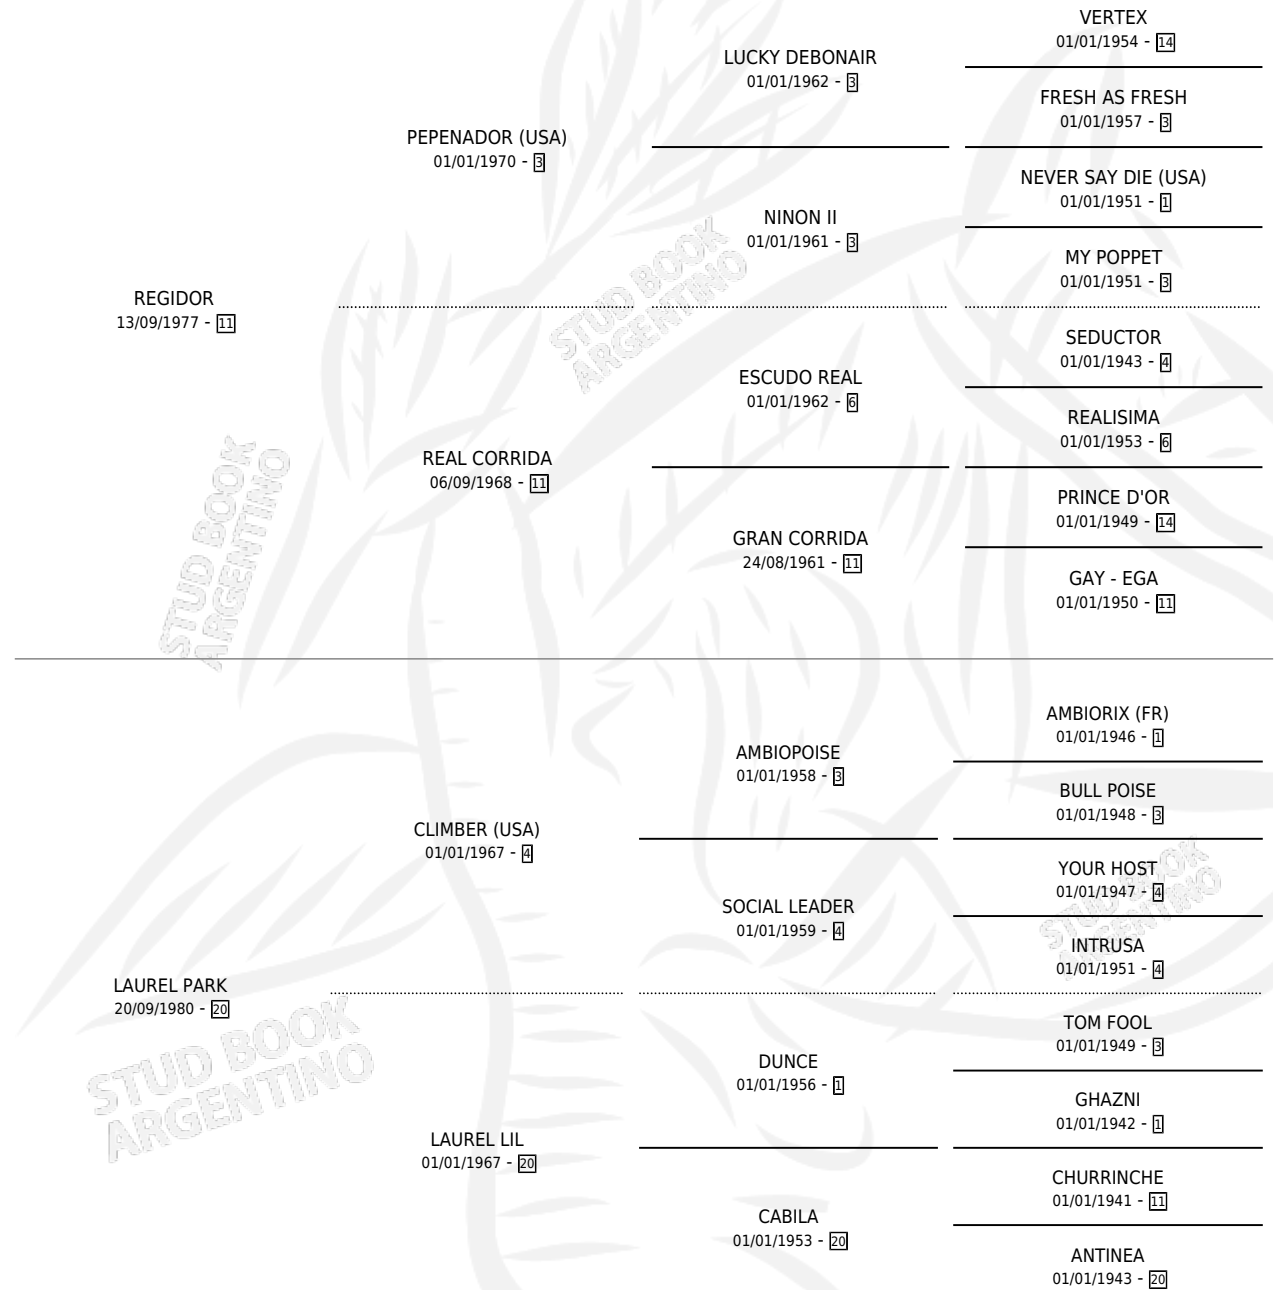 VERTEX
01/01/1954 - 14
LUCKY DEBONAIR
01/01/1962 - 3
FRESH AS FRESH
01/01/1957 - 3
PEPENADOR (USA)
01/01/1970 - 3
NEVER SAY DIE (USA)
01/01/1951 - 1
NINON II
01/01/1961 - 3
MY POPPET
01/01/1951 - 3
REGIDOR
13/09/1977 - 11
SEDUCTOR
01/01/1943 - 4
ESCUDO REAL
01/01/1962 - 6
REALISIMA
01/01/1953 - 6
REAL CORRIDA
06/09/1968 - 11
PRINCE D'OR
01/01/1949 - 14
GRAN CORRIDA
24/08/1961 - 11
GAY - EGA
01/01/1950 - 11
AMBIORIX (FR)
01/01/1946 - 1
AMBIOPOISE
01/01/1958 - 3
BULL POISE
01/01/1948 - 3
CLIMBER (USA)
01/01/1967 - 4
YOUR HOST
01/01/1947 - 4
SOCIAL LEADER
01/01/1959 - 4
INTRUSA
01/01/1951 - 4
LAUREL PARK
20/09/1980 - 20
TOM FOOL
01/01/1949 - 3
DUNCE
01/01/1956 - 1
GHAZNI
01/01/1942 - 1
LAUREL LIL
01/01/1967 - 20
CHURRINCHE
01/01/1941 - 11
CABILA
01/01/1953 - 20
ANTINEA
01/01/1943 - 20
STUD BOOK
ARGENTINO
STUD BOOK
ARGENTINO
STUD BOOK
ARGENTINO
STUD BOOK
ARGENTINO